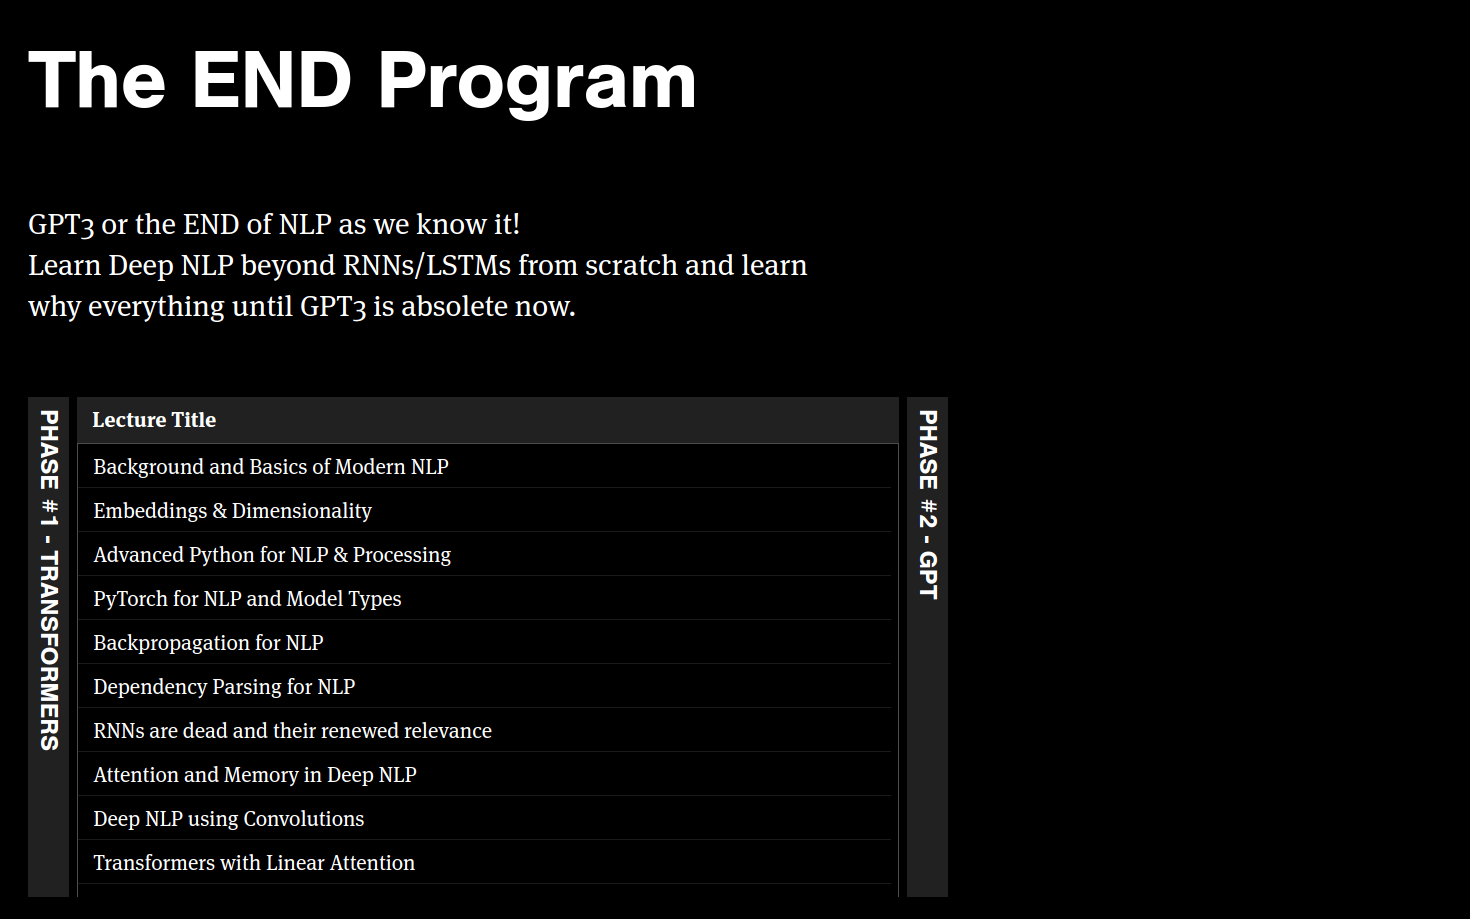 The END Program
GPT3 or the END of NLP as we know it!
Learn Deep NLP beyond RNNs/LSTMs from scratch and learn
why everything until GPT3 is absolete now.
PHASE #1 - TRANSFORMERS
Lecture Title
Background and Basics of Modern NLP
Embeddings & Dimensionality
Advanced Python for NLP & Processing
PyTorch for NLP and Model Types
Backpropagation for NLP
Dependency Parsing for NLP
RNNs are dead and their renewed relevance
Attention and Memory in Deep NLP
Deep NLP using Convolutions
Transformers with Linear Attention
PHASE #2 - GPT